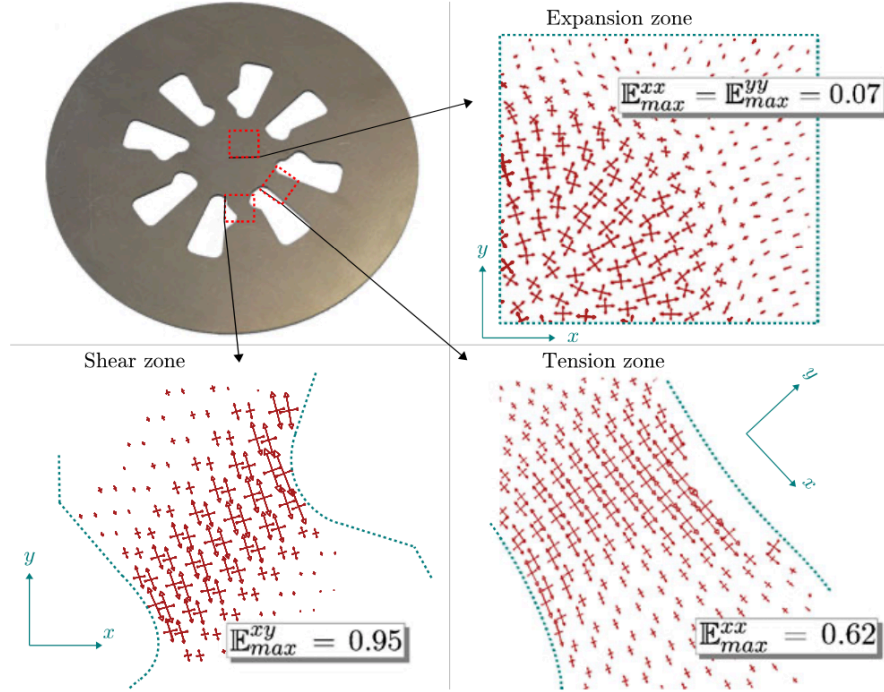 Expansion zone
𝔼^{xx}_{max} = 𝔼^{yy}_{max} = 0.07
y
x
Shear zone
y
x
𝔼^{xy}_{max} = 0.95
Tension zone
y
x
𝔼^{xx}_{max} = 0.62